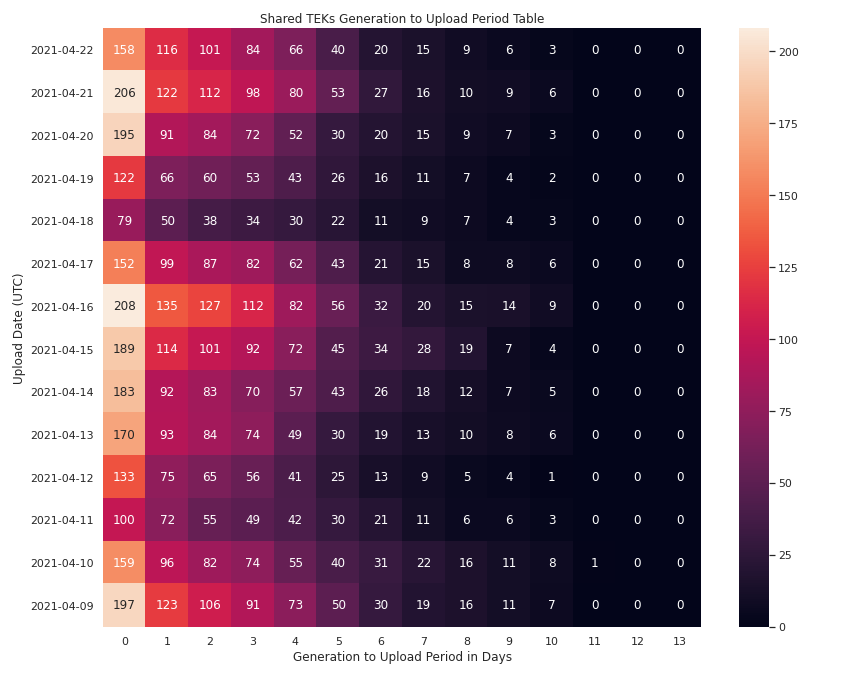 Shared TEKs Generation to Upload Period Table
2021-04-22 158 116 101 84 66 40 20 15 9 6 3 0 0 0
2021-04-21 206 122 112 98 80 53 27 16 10 9 6 0 0 0
2021-04-20 195 91 84 72 52 30 20 15 9 7 3 0 0 0
2021-04-19 122 66 60 53 43 26 16 11 7 4 2 0 0 0
2021-04-18 79 50 38 34 30 22 11 9 7 4 3 0 0 0
2021-04-17 152 99 87 82 62 43 21 15 8 8 6 0 0 0
2021-04-16 208 135 127 112 82 56 32 20 15 14 9 0 0 0
2021-04-15 189 114 101 92 72 45 34 28 19 7 4 0 0 0
2021-04-14 183 92 83 70 57 43 26 18 12 7 5 0 0 0
2021-04-13 170 93 84 74 49 30 19 13 10 8 6 0 0 0
2021-04-12 133 75 65 56 41 25 13 9 5 4 1 0 0 0
2021-04-11 100 72 55 49 42 30 21 11 6 6 3 0 0 0
2021-04-10 159 96 82 74 55 40 31 22 16 11 8 1 0 0
2021-04-09 197 123 106 91 73 50 30 19 16 11 7 0 0 0
0 1 2 3 4 5 6 7 8 9 10 11 12 13
Generation to Upload Period in Days
Upload Date (UTC)
200
175
150
125
100
75
50
25
0